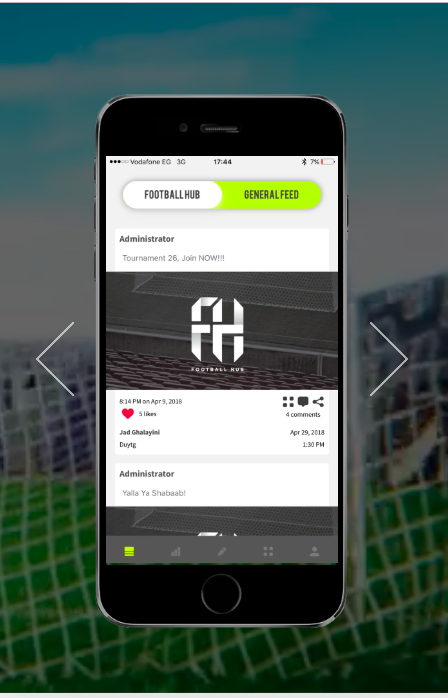 Vodafone EG 3G 17:44 7%
FOOTBALL HUB GENERAL FEED
Administrator
Tournament 26, Join NOW!!!
FOOTBALL HUB
8:14 PM on Apr 9, 2018
5 likes 4 comments
Jad Ghalayini Apr 29, 2018
Duytg 1:30 PM
Administrator
Yalla Ya Shabaab!